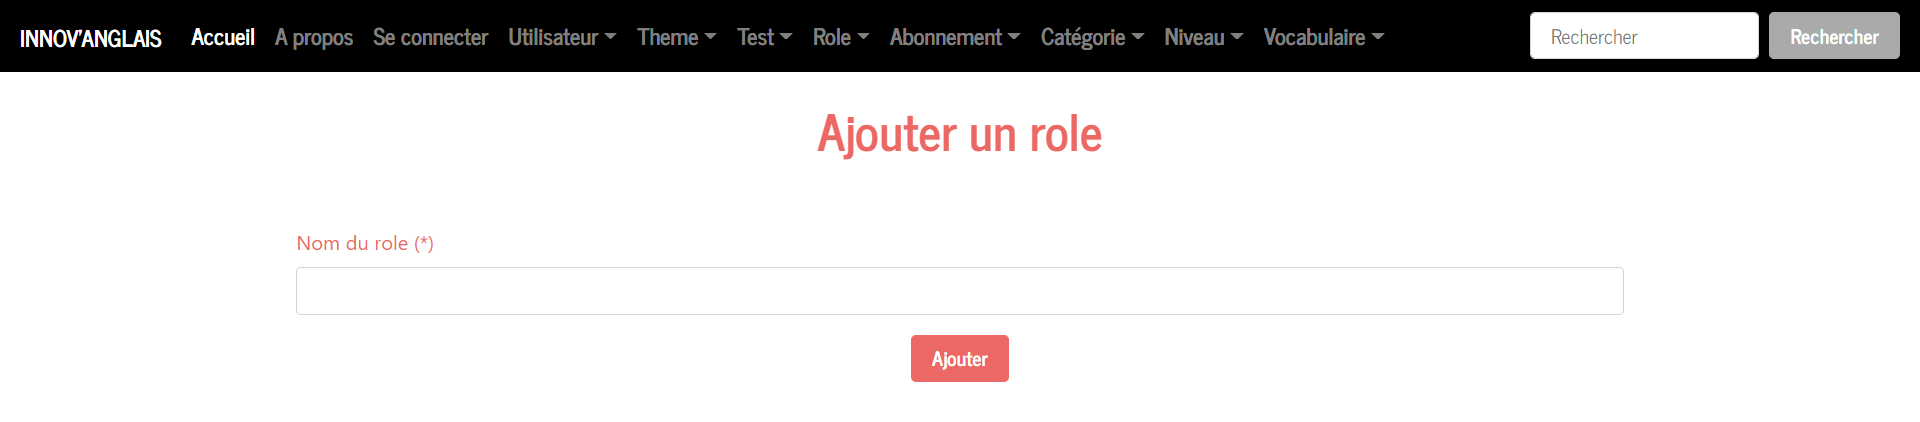 INNOV'ANGLAIS Accueil A propos Se connecter Utilisateur Theme Test Role Abonnement Catégorie Niveau Vocabulaire Rechercher Rechercher
Ajouter un role
Nom du role (*)
Ajouter